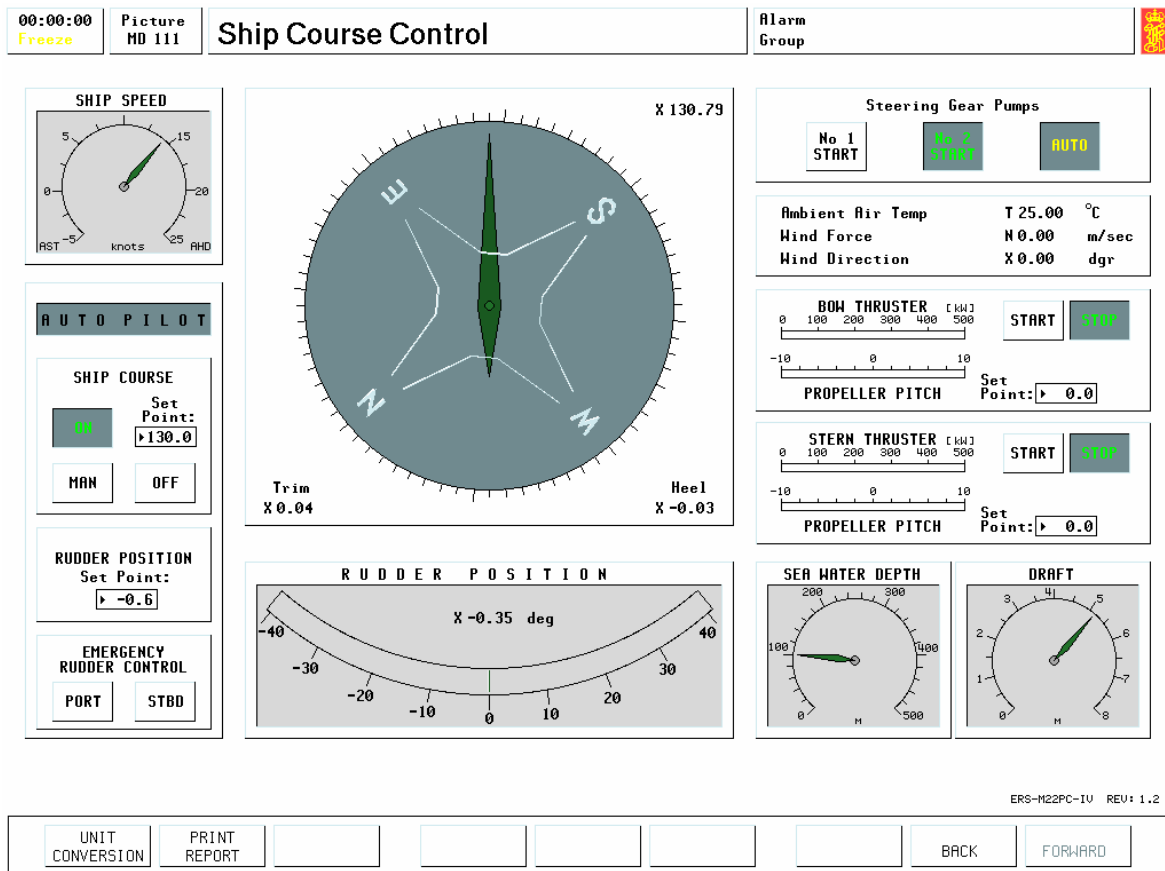 00:00:00
Freeze
Picture
MD 111
Ship Course Control
Alarm
Group
SHIP SPEED
5
15
0
20
-5
25
AST
knots
AHD
AUTO PILOT
SHIP COURSE
ON
Set
Point:
130.0
MAN
OFF
RUDDER POSITION
Set Point:
-0.6
EMERGENCY
RUDDER CONTROL
PORT
STBD
X 130.79
E
S
N
W
Trim
X 0.04
Heel
X -0.03
RUDDER POSITION
X -0.35 deg
-40
-30
-20
-10
0
10
20
30
40
Steering Gear Pumps
No 1
START
No 2
START
AUTO
Ambient Air Temp T 25.00 °C
Wind Force N 0.00 m/sec
Wind Direction X 0.00 dgr
BOW THRUSTER [kW]
0 100 200 300 400 500
START
STOP
-10 0 10
PROPELLER PITCH
Set
Point: 0.0
STERN THRUSTER [kW]
0 100 200 300 400 500
START
STOP
-10 0 10
PROPELLER PITCH
Set
Point: 0.0
SEA WATER DEPTH
200
300
100
400
0
500
M
DRAFT
4
3
5
2
6
1
7
0
8
M
ERS-M22PC-IV REV: 1.2
UNIT
CONVERSION
PRINT
REPORT
BACK
FORWARD